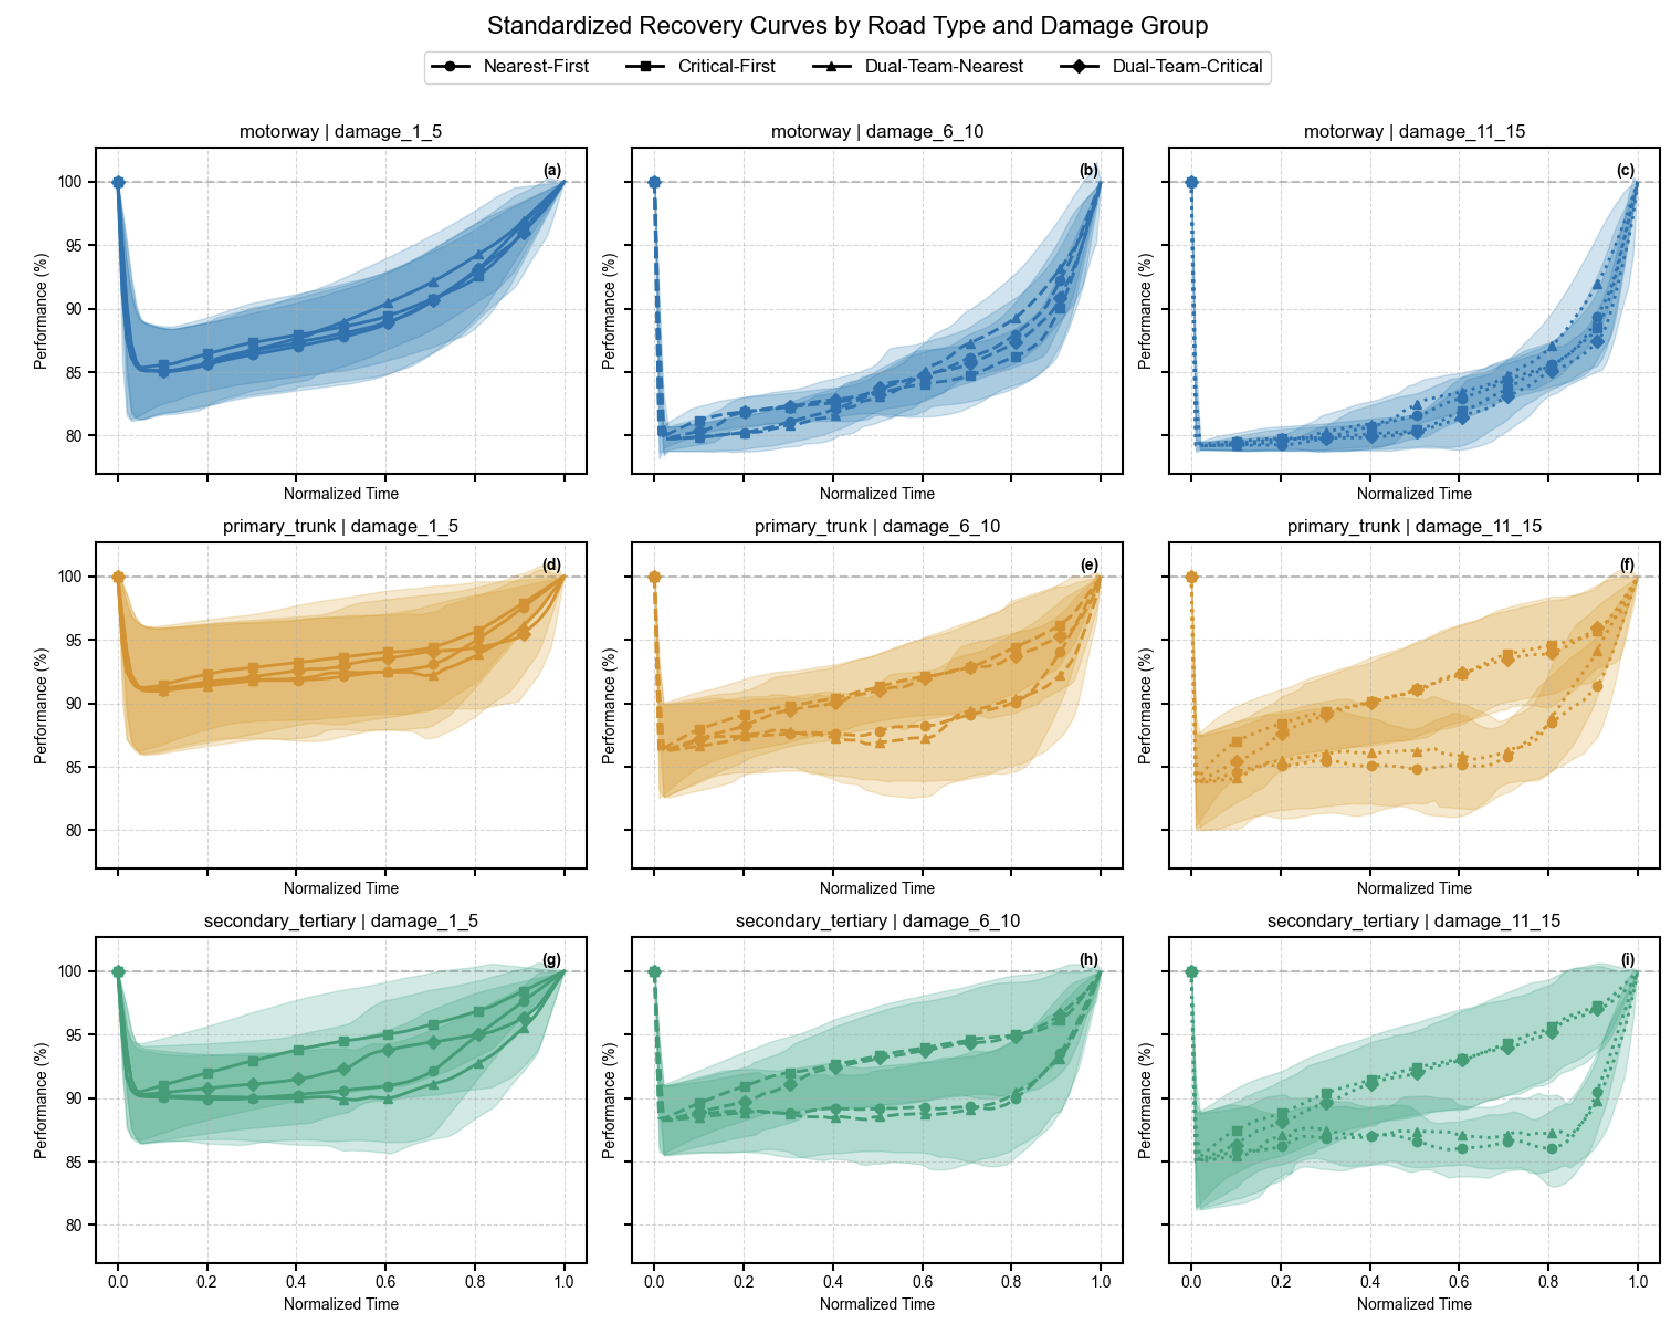 Standardized Recovery Curves by Road Type and Damage Group
Nearest-First Critical-First Dual-Team-Nearest Dual-Team-Critical
motorway | damage_1_5
(a)
Performance (%)
100
95
90
85
80
Normalized Time
motorway | damage_6_10
(b)
Performance (%)
Normalized Time
motorway | damage_11_15
(c)
Performance (%)
Normalized Time
primary_trunk | damage_1_5
(d)
Performance (%)
100
95
90
85
80
Normalized Time
primary_trunk | damage_6_10
(e)
Performance (%)
Normalized Time
primary_trunk | damage_11_15
(f)
Performance (%)
Normalized Time
secondary_tertiary | damage_1_5
(g)
Performance (%)
100
95
90
85
80
0.0 0.2 0.4 0.6 0.8 1.0
Normalized Time
secondary_tertiary | damage_6_10
(h)
Performance (%)
0.0 0.2 0.4 0.6 0.8 1.0
Normalized Time
secondary_tertiary | damage_11_15
(i)
Performance (%)
0.0 0.2 0.4 0.6 0.8 1.0
Normalized Time